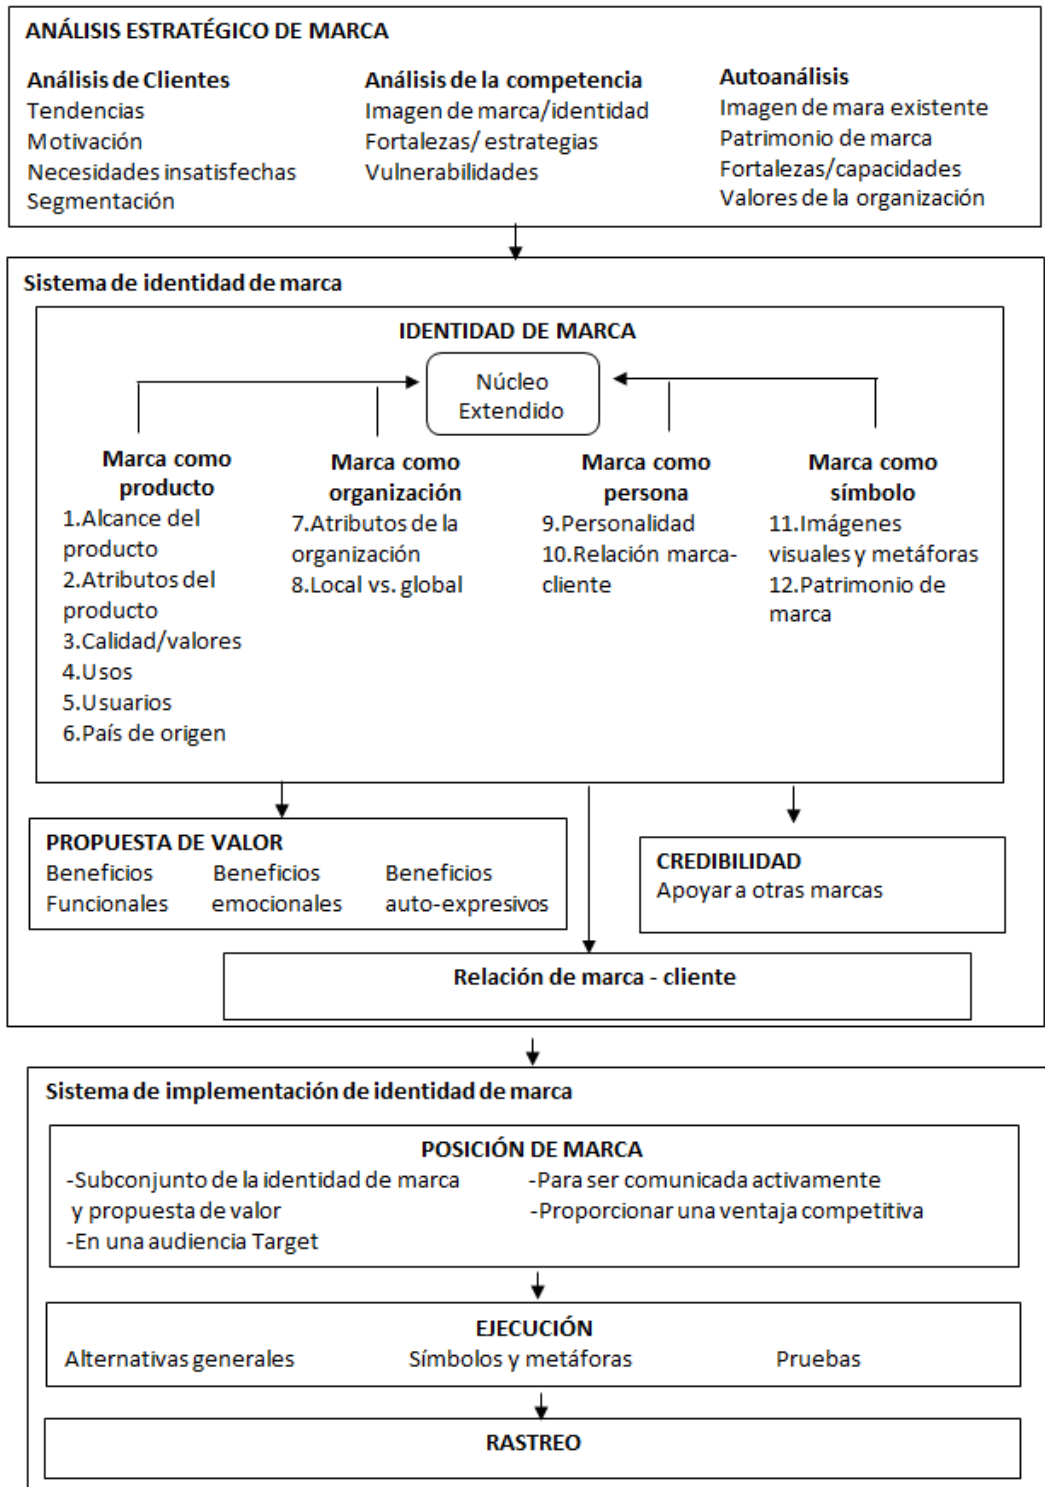 ANÁLISIS ESTRATÉGICO DE MARCA
Análisis de Clientes
Tendencias
Motivación
Necesidades insatisfechas
Segmentación
Análisis de la competencia
Imagen de marca/identidad
Fortalezas/ estrategias
Vulnerabilidades
Autoanálisis
Imagen de mara existente
Patrimonio de marca
Fortalezas/capacidades
Valores de la organización
Sistema de identidad de marca
IDENTIDAD DE MARCA
Núcleo
Extendido
Marca como
producto
1.Alcance del
producto
2.Atributos del
producto
3.Calidad/valores
4.Usos
5.Usuarios
6.País de origen
Marca como
organización
7.Atributos de la
organización
8.Local vs. global
Marca como
persona
9.Personalidad
10.Relación marca-
cliente
Marca como
símbolo
11.Imágenes
visuales y metáforas
12.Patrimonio de
marca
PROPUESTA DE VALOR
Beneficios
Funcionales
Beneficios
emocionales
Beneficios
auto-expresivos
CREDIBILIDAD
Apoyar a otras marcas
Relación de marca - cliente
Sistema de implementación de identidad de marca
POSICIÓN DE MARCA
-Subconjunto de la identidad de marca
y propuesta de valor
-En una audiencia Target
-Para ser comunicada activamente
-Proporcionar una ventaja competitiva
EJECUCIÓN
Alternativas generales
Símbolos y metáforas
Pruebas
RASTREO